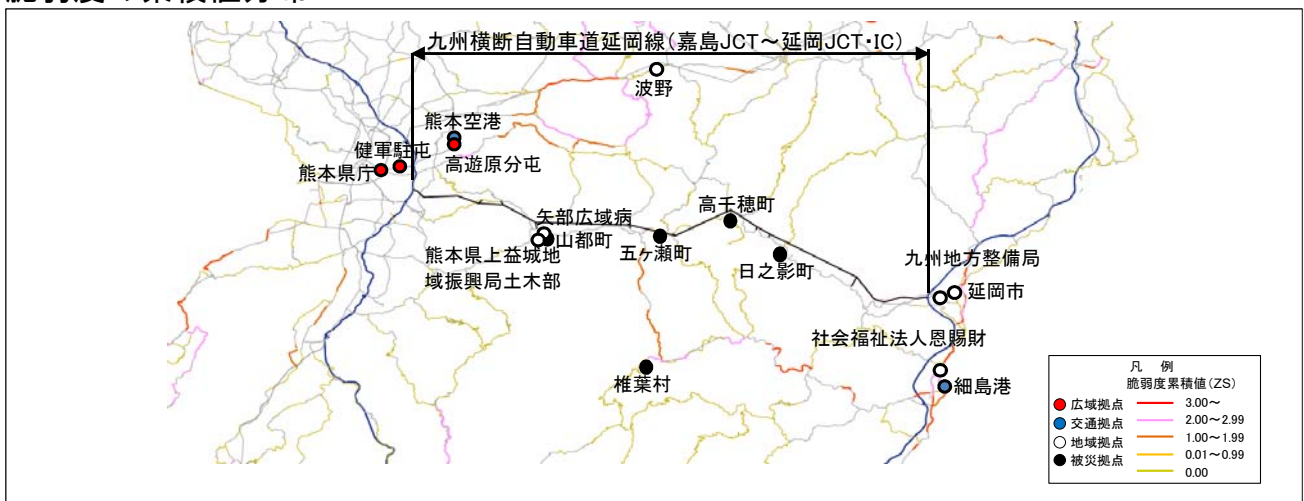 九州横断自動車道延岡線(嘉島JCT～延岡JCT・IC)
波野
熊本空港
健軍駐屯
高遊原分屯
熊本県庁
高千穂町
矢部広域病
山都町
五ヶ瀬町
熊本県上益城地
域振興局土木部
日之影町
九州地方整備局
延岡市
社会福祉法人恩賜財
椎葉村
細島港
凡 例
脆弱度累積値(ZS)
広域拠点 3.00～
交通拠点 2.00～2.99
地域拠点 1.00～1.99
被災拠点 0.01～0.99
0.00